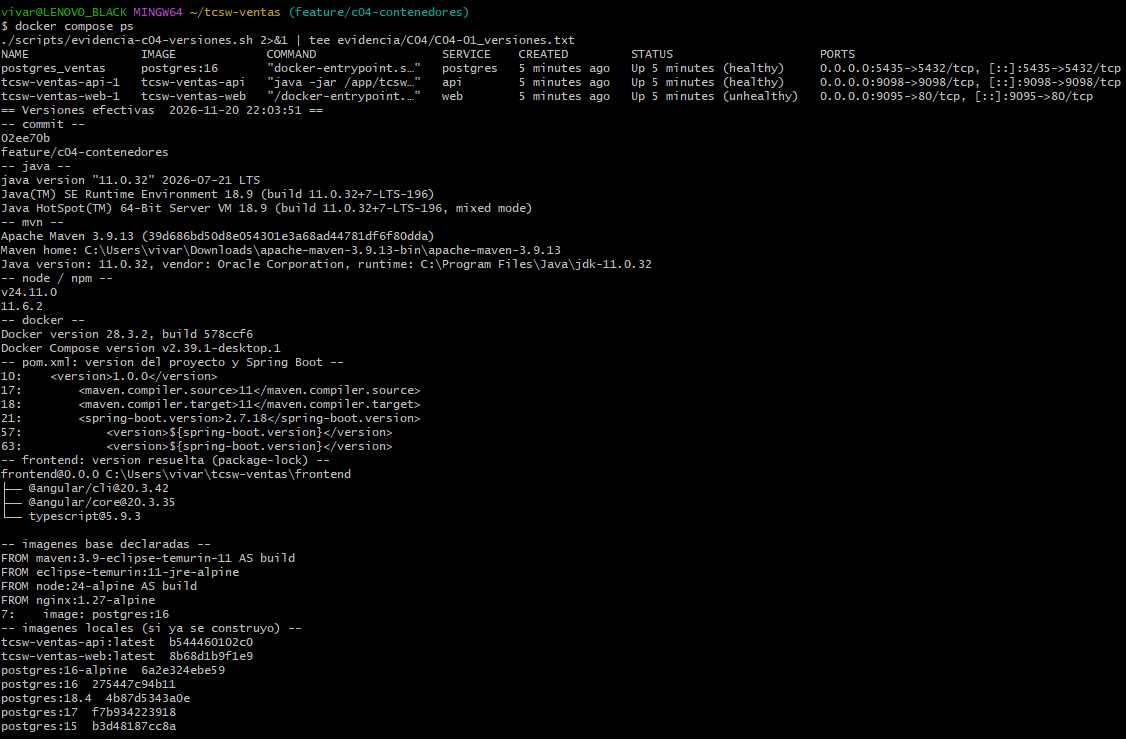 vivar@LENOVO_BLACK MINGW64 ~/tcsw-ventas (feature/c04-contenedores)
$ docker compose ps
./scripts/evidencia-c04-versiones.sh 2>&1 | tee evidencia/C04/C04-01_versiones.txt
NAME IMAGE COMMAND SERVICE CREATED STATUS PORTS
postgres_ventas postgres:16 "docker-entrypoint.s…" postgres 5 minutes ago Up 5 minutes (healthy) 0.0.0.0:5435->5432/tcp, [::]:5435->5432/tcp
tcsw-ventas-api-1 tcsw-ventas-api "java -jar /app/tcsw…" api 5 minutes ago Up 5 minutes (healthy) 0.0.0.0:9098->9098/tcp, [::]:9098->9098/tcp
tcsw-ventas-web-1 tcsw-ventas-web "/docker-entrypoint.…" web 5 minutes ago Up 5 minutes (unhealthy) 0.0.0.0:9095->80/tcp, [::]:9095->80/tcp
== Versiones efectivas 2026-11-20 22:03:51 ==
-- commit --
02ee70b
feature/c04-contenedores
-- java --
java version "11.0.32" 2026-07-21 LTS
Java(TM) SE Runtime Environment 18.9 (build 11.0.32+7-LTS-196)
Java HotSpot(TM) 64-Bit Server VM 18.9 (build 11.0.32+7-LTS-196, mixed mode)
-- mvn --
Apache Maven 3.9.13 (39d686bd50d8e054301e3a68ad44781df6f80dda)
Maven home: C:\Users\vivar\Downloads\apache-maven-3.9.13-bin\apache-maven-3.9.13
Java version: 11.0.32, vendor: Oracle Corporation, runtime: C:\Program Files\Java\jdk-11.0.32
-- node / npm --
v24.11.0
11.6.2
-- docker --
Docker version 28.3.2, build 578ccf6
Docker Compose version v2.39.1-desktop.1
-- pom.xml: version del proyecto y Spring Boot --
10: <version>1.0.0</version>
17: <maven.compiler.source>11</maven.compiler.source>
18: <maven.compiler.target>11</maven.compiler.target>
21: <spring-boot.version>2.7.18</spring-boot.version>
57: <version>${spring-boot.version}</version>
63: <version>${spring-boot.version}</version>
-- frontend: version resuelta (package-lock) --
frontend@0.0.0 C:\Users\vivar\tcsw-ventas\frontend
├── @angular/cli@20.3.42
├── @angular/core@20.3.35
└── typescript@5.9.3
-- imagenes base declaradas --
FROM maven:3.9-eclipse-temurin-11 AS build
FROM eclipse-temurin:11-jre-alpine
FROM node:24-alpine AS build
FROM nginx:1.27-alpine
7: image: postgres:16
-- imagenes locales (si ya se construyo) --
tcsw-ventas-api:latest b544460102c0
tcsw-ventas-web:latest 8b68d1b9f1e9
postgres:16-alpine 6a2e324ebe59
postgres:16 275447c94b11
postgres:18.4 4b87d5343a0e
postgres:17 f7b934223918
postgres:15 b3d48187cc8a